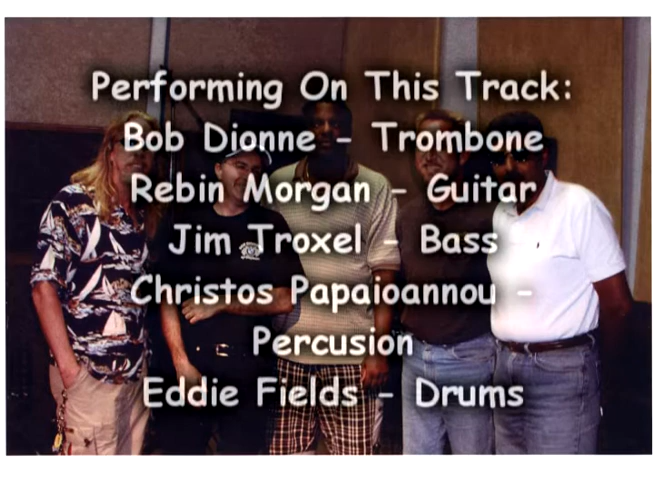 Performing On This Track:
Bob Dionne - Trombone
Rebin Morgan - Guitar
Jim Troxel - Bass
Christos Papaioannou -
Percusion
Eddie Fields - Drums